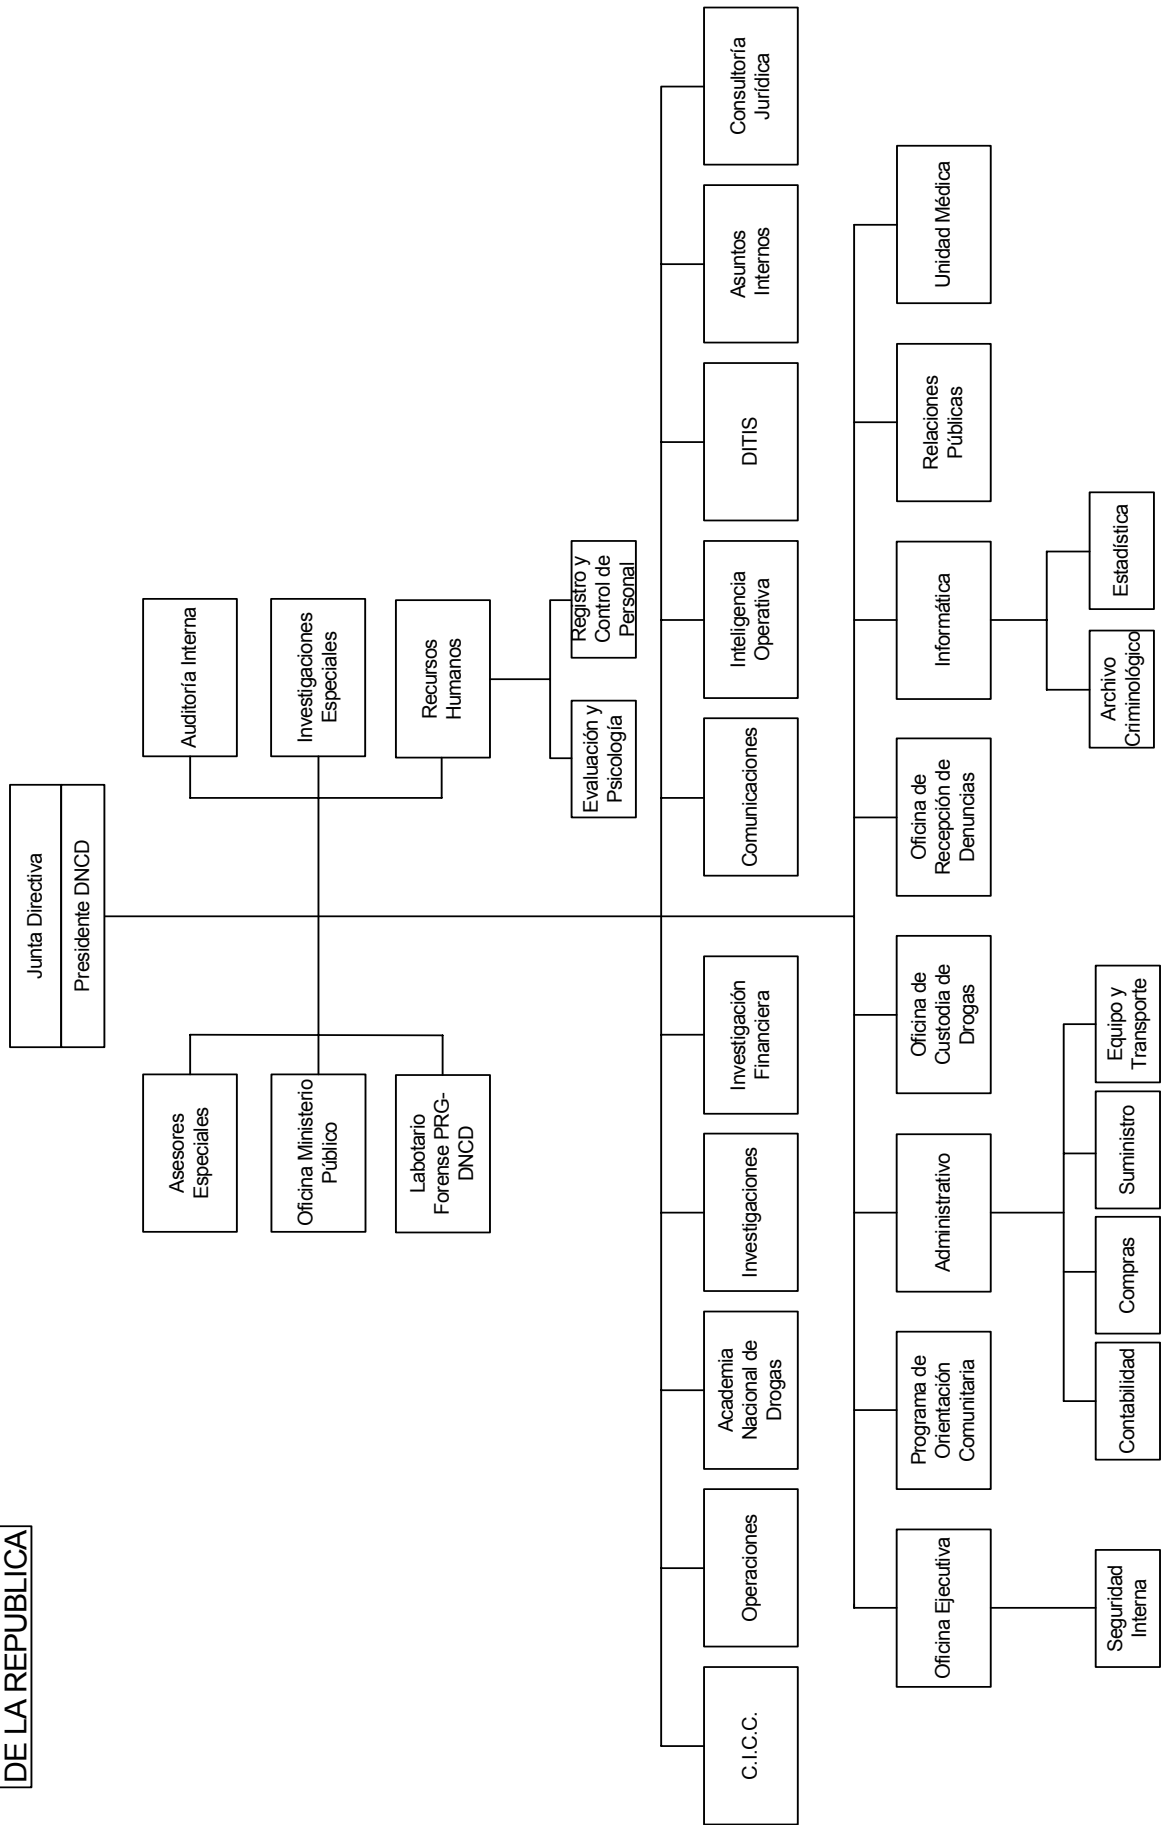 DE LA REPUBLICA
Junta Directiva
Presidente DNCD
Asesores
Especiales
Auditoría Interna
Oficina Ministerio
Público
Investigaciones
Especiales
Labotario
Forense PRG-
DNCD
Recursos
Humanos
Evaluación y
Psicología
Registro y
Control de
Personal
C.I.C.C.
Operaciones
Academia
Nacional de
Drogas
Investigaciones
Investigación
Financiera
Comunicaciones
Inteligencia
Operativa
DITIS
Asuntos
Internos
Consultoría
Jurídica
Oficina Ejecutiva
Programa de
Orientación
Comunitaria
Administrativo
Oficina de
Custodia de
Drogas
Oficina de
Recepción de
Denuncias
Informática
Relaciones
Públicas
Unidad Médica
Seguridad
Interna
Contabilidad
Compras
Suministro
Equipo y
Transporte
Archivo
Criminológico
Estadística